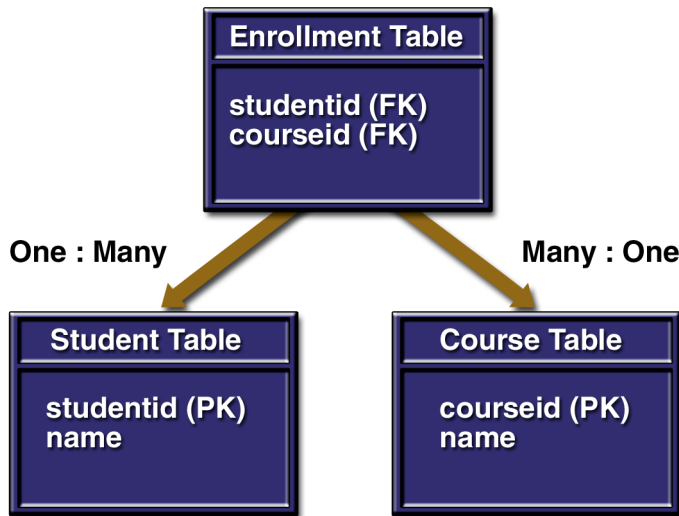 Enrollment Table
studentid (FK)
courseid (FK)
One : Many
Many : One
Student Table
studentid (PK)
name
Course Table
courseid (PK)
name